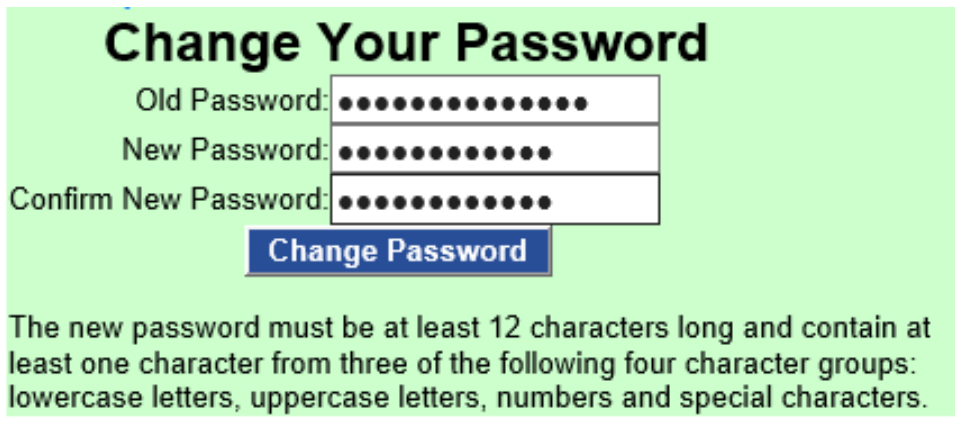 Change Your Password
Old Password: ●●●●●●●●●●●●●●
New Password: ●●●●●●●●●●●●
Confirm New Password: ●●●●●●●●●●●●
Change Password
The new password must be at least 12 characters long and contain at
least one character from three of the following four character groups:
lowercase letters, uppercase letters, numbers and special characters.